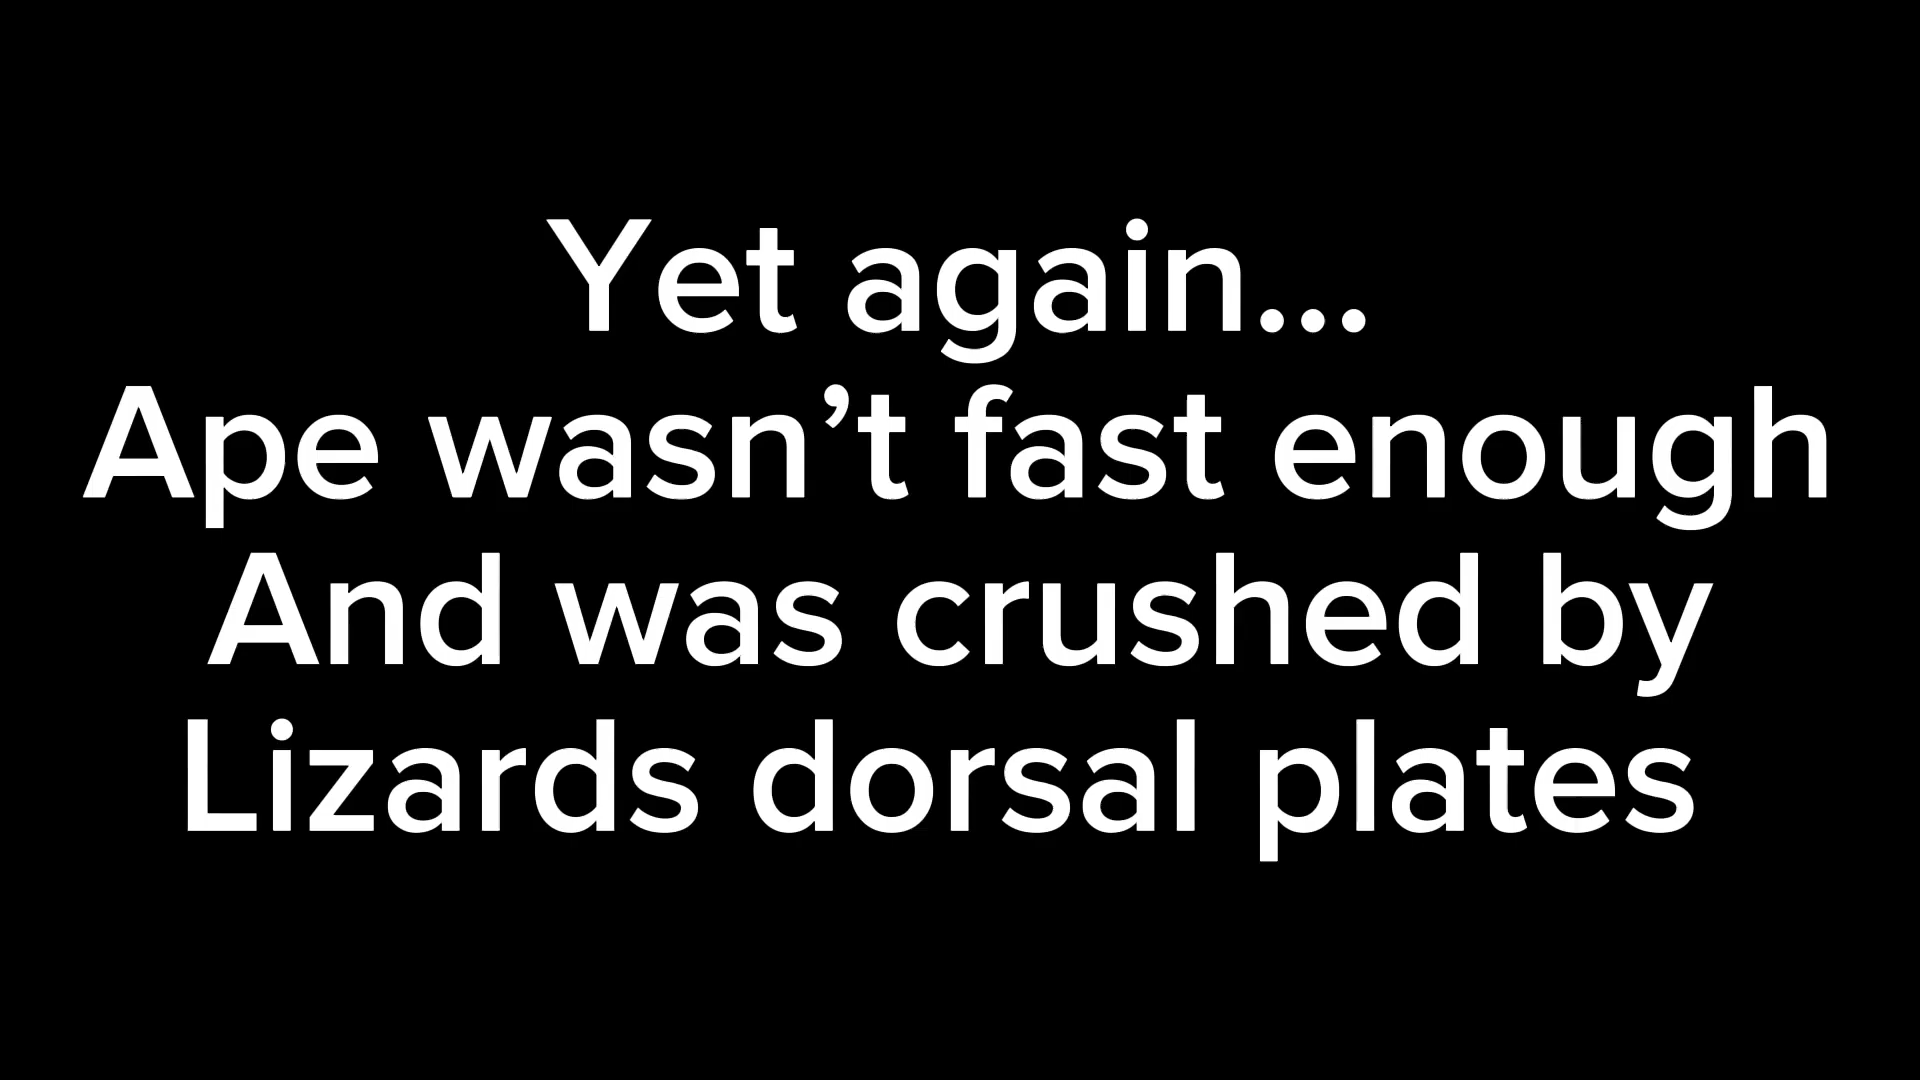 Yet again...
Ape wasn’t fast enough
And was crushed by
Lizards dorsal plates